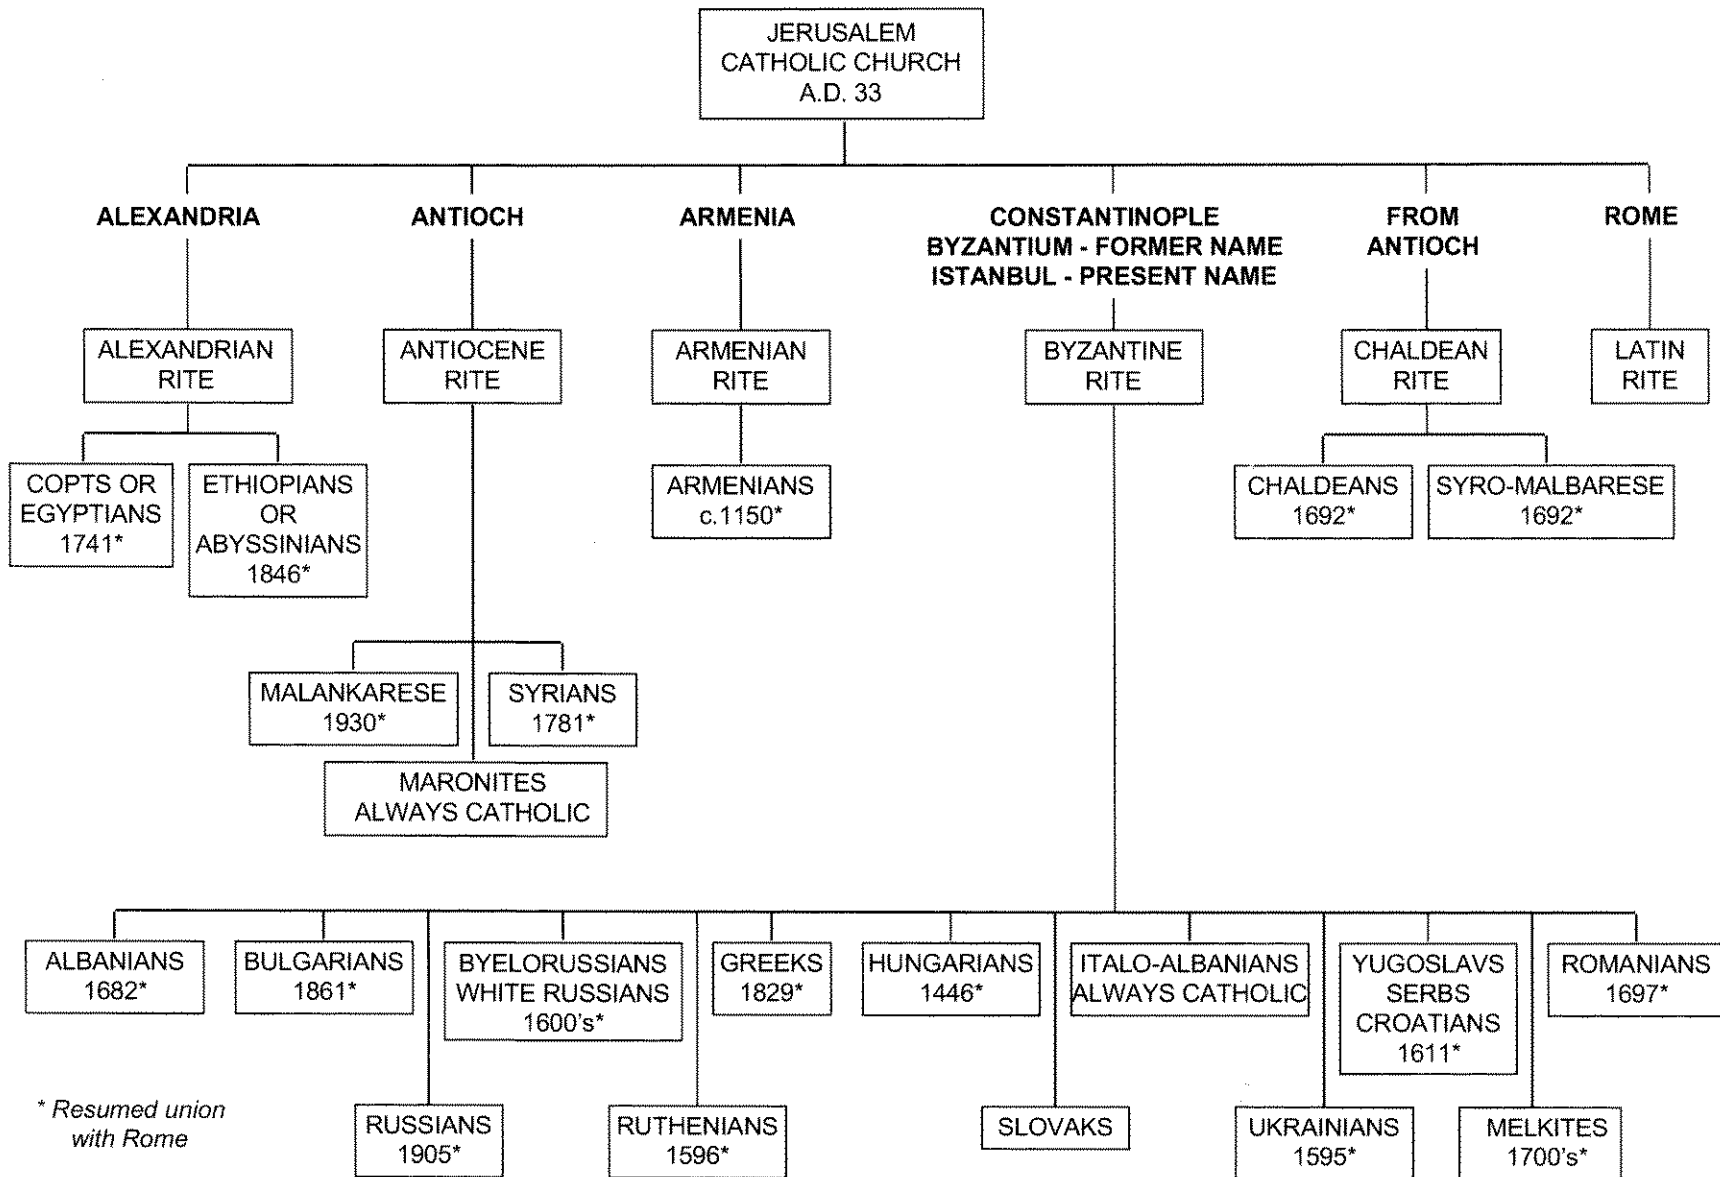 JERUSALEM
CATHOLIC CHURCH
A.D. 33
ALEXANDRIA
ANTIOCH
ARMENIA
CONSTANTINOPLE
BYZANTIUM - FORMER NAME
ISTANBUL - PRESENT NAME
FROM
ANTIOCH
ROME
ALEXANDRIAN
RITE
ANTIOCENE
RITE
ARMENIAN
RITE
BYZANTINE
RITE
CHALDEAN
RITE
LATIN
RITE
COPTS OR
EGYPTIANS
1741*
ETHIOPIANS
OR
ABYSSINIANS
1846*
ARMENIANS
c.1150*
CHALDEANS
1692*
SYRO-MALBARESE
1692*
MALANKARESE
1930*
SYRIANS
1781*
MARONITES
ALWAYS CATHOLIC
ALBANIANS
1682*
BULGARIANS
1861*
BYELORUSSIANS
WHITE RUSSIANS
1600's*
GREEKS
1829*
HUNGARIANS
1446*
ITALO-ALBANIANS
ALWAYS CATHOLIC
YUGOSLAVS
SERBS
CROATIANS
1611*
ROMANIANS
1697*
* Resumed union
with Rome
RUSSIANS
1905*
RUTHENIANS
1596*
SLOVAKS
UKRAINIANS
1595*
MELKITES
1700's*